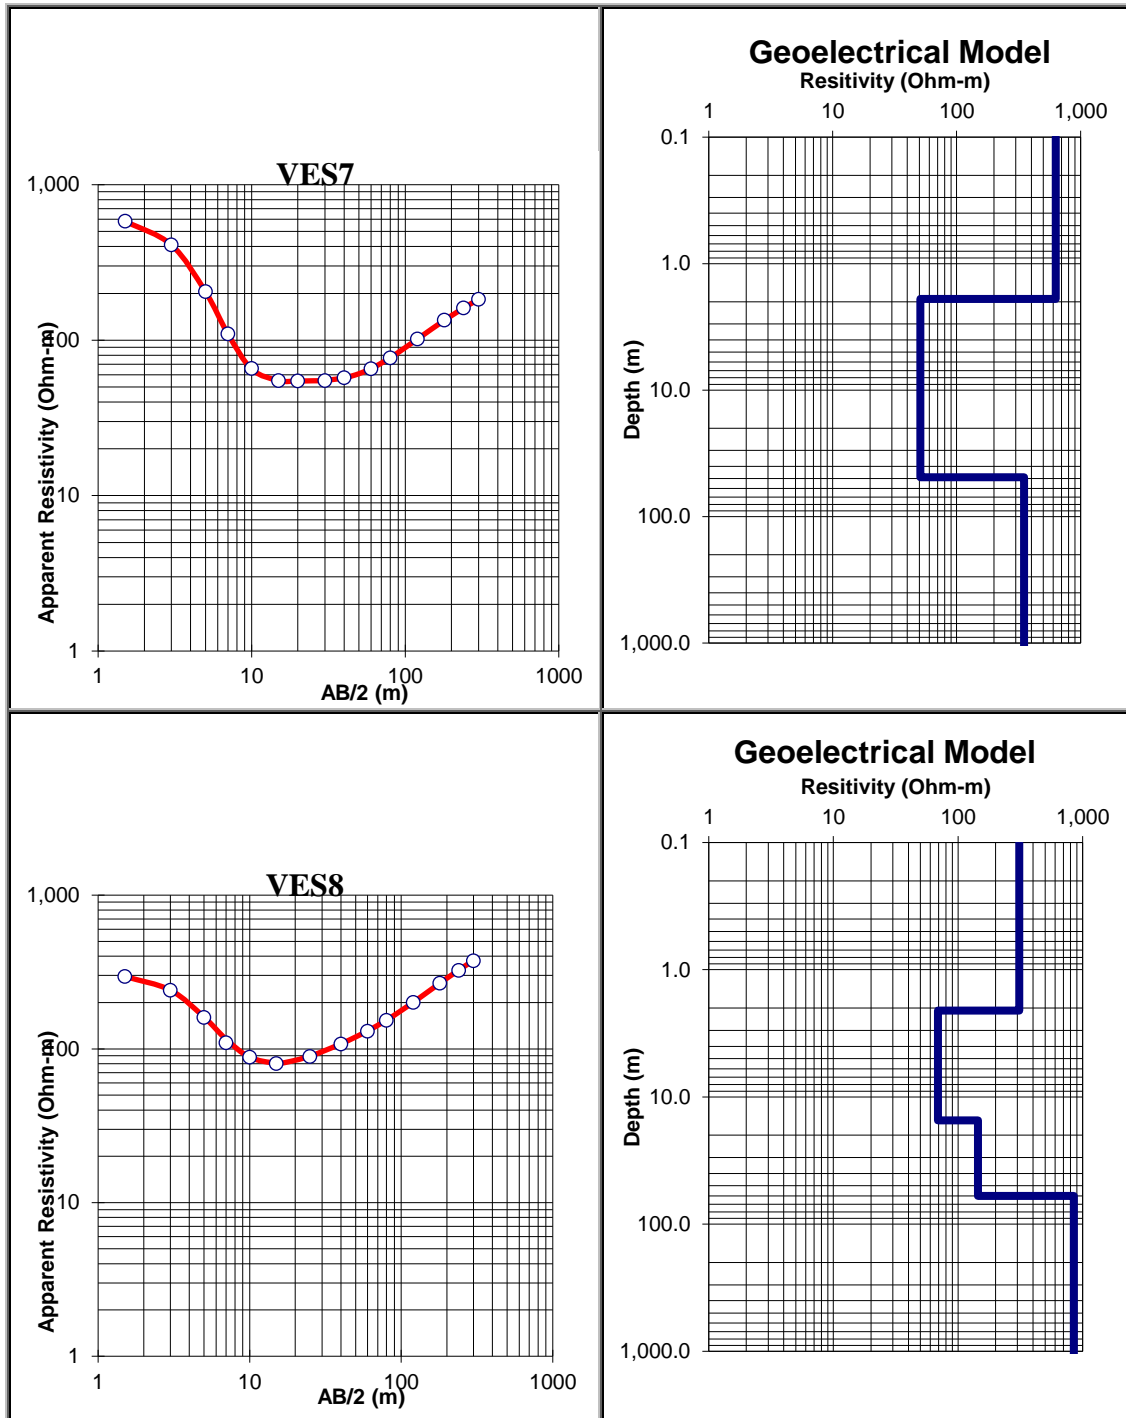 VES7
1,000
100
10
1
Apparent Resistivity (Ohm-m)
1 10 100 1000
AB/2 (m)
Geoelectrical Model
Resitivity (Ohm-m)
1 10 100 1,000
0.1
1.0
10.0
100.0
1,000.0
Depth (m)
VES8
1,000
100
10
1
Apparent Resistivity (Ohm-m)
1 10 100 1000
AB/2 (m)
Geoelectrical Model
Resitivity (Ohm-m)
1 10 100 1,000
0.1
1.0
10.0
100.0
1,000.0
Depth (m)